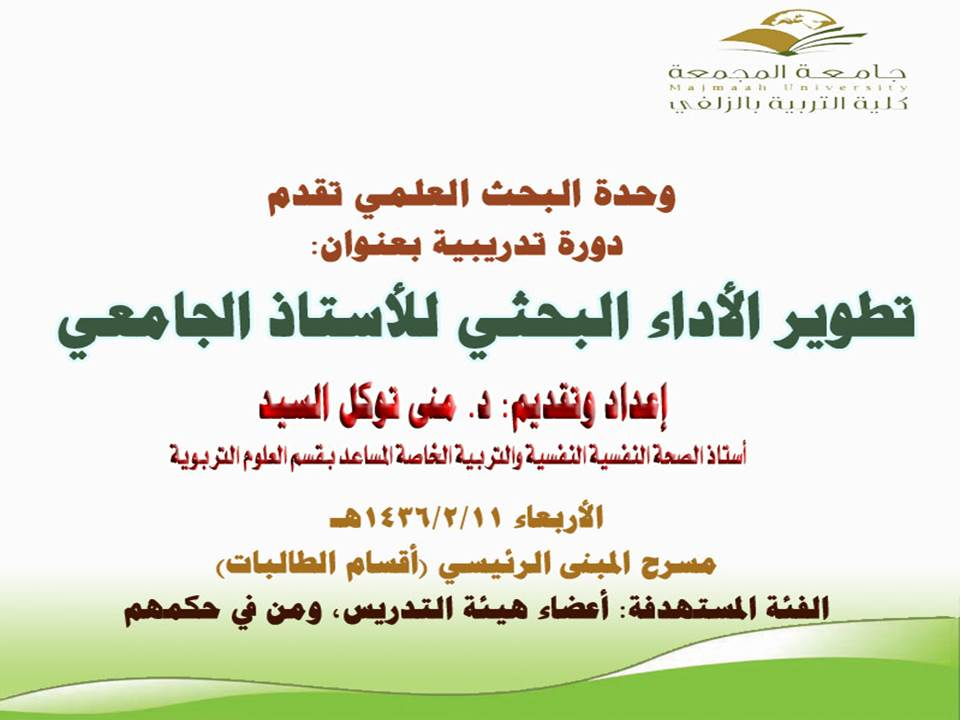 جامعة المجمعة
Majmaah University
كلية التربية بالزلفي
وحدة البحث العلمي تقدم
دورة تدريبية بعنوان:
تطوير الأداء البحثي للأستاذ الجامعي
إعداد وتقديم: د. منى توكل السيد
أستاذ الصحة النفسية النفسية والتربية الخاصة المساعد بقسم العلوم التربوية
الأربعاء ١٤٣٦/٢/١١هـ
مسرح المبنى الرئيسي (أقسام الطالبات)
الفئة المستهدفة: أعضاء هيئة التدريس، ومن في حكمهم